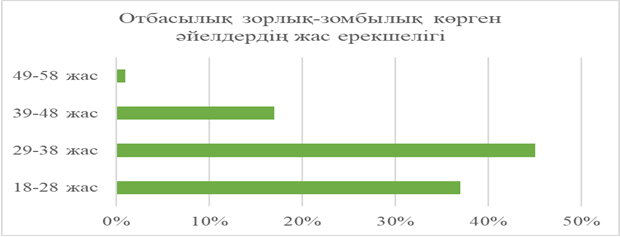 Отбасылық зорлық-зомбылық көрген
әйелдердің жас ерекшелігі
49-58 жас
39-48 жас
29-38 жас
18-28 жас
0% 10% 20% 30% 40% 50%